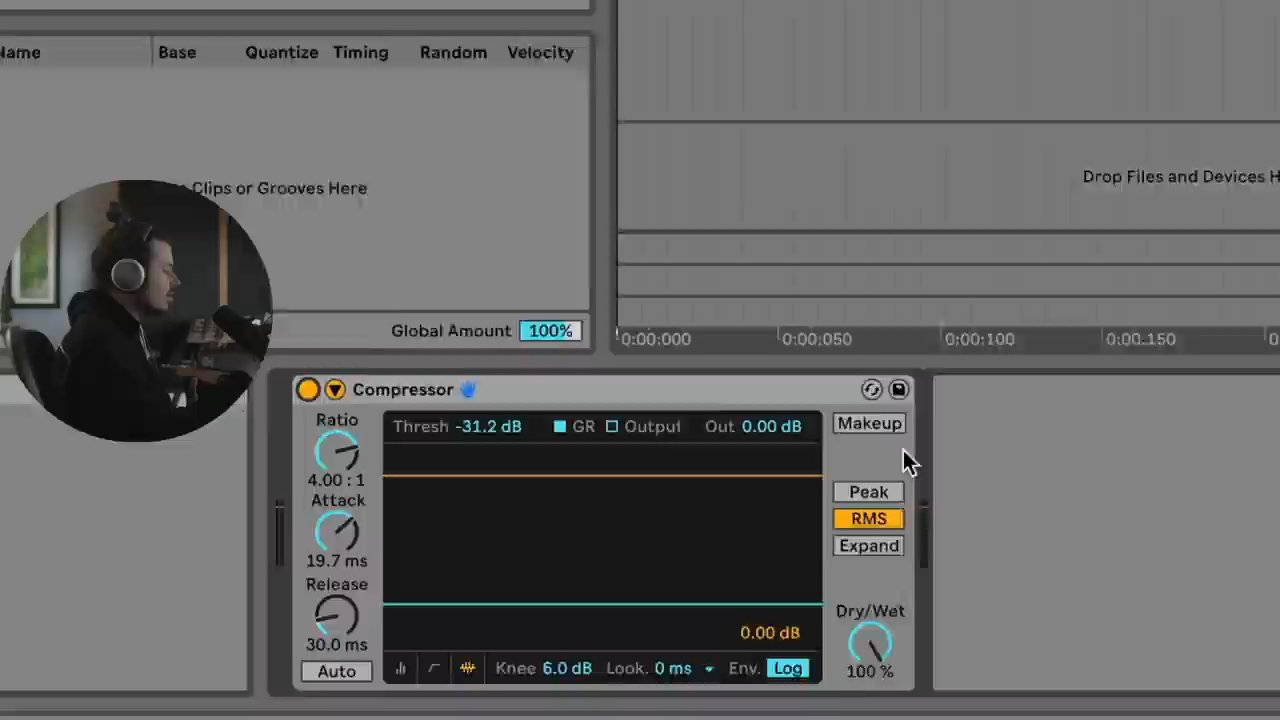 Name Base Quantize Timing Random Velocity
Clips or Grooves Here
Drop Files and Devices H
Global Amount 100%
0:00:000 0:00:050 0:00:100 0:00:150 0
Compressor
Ratio
4.00 : 1
Attack
19.7 ms
Release
30.0 ms
Auto
Thresh -31.2 dB GR Output Out 0.00 dB
0.00 dB
Knee 6.0 dB Look. 0 ms Env. Log
Makeup
Peak
RMS
Expand
Dry/Wet
100 %